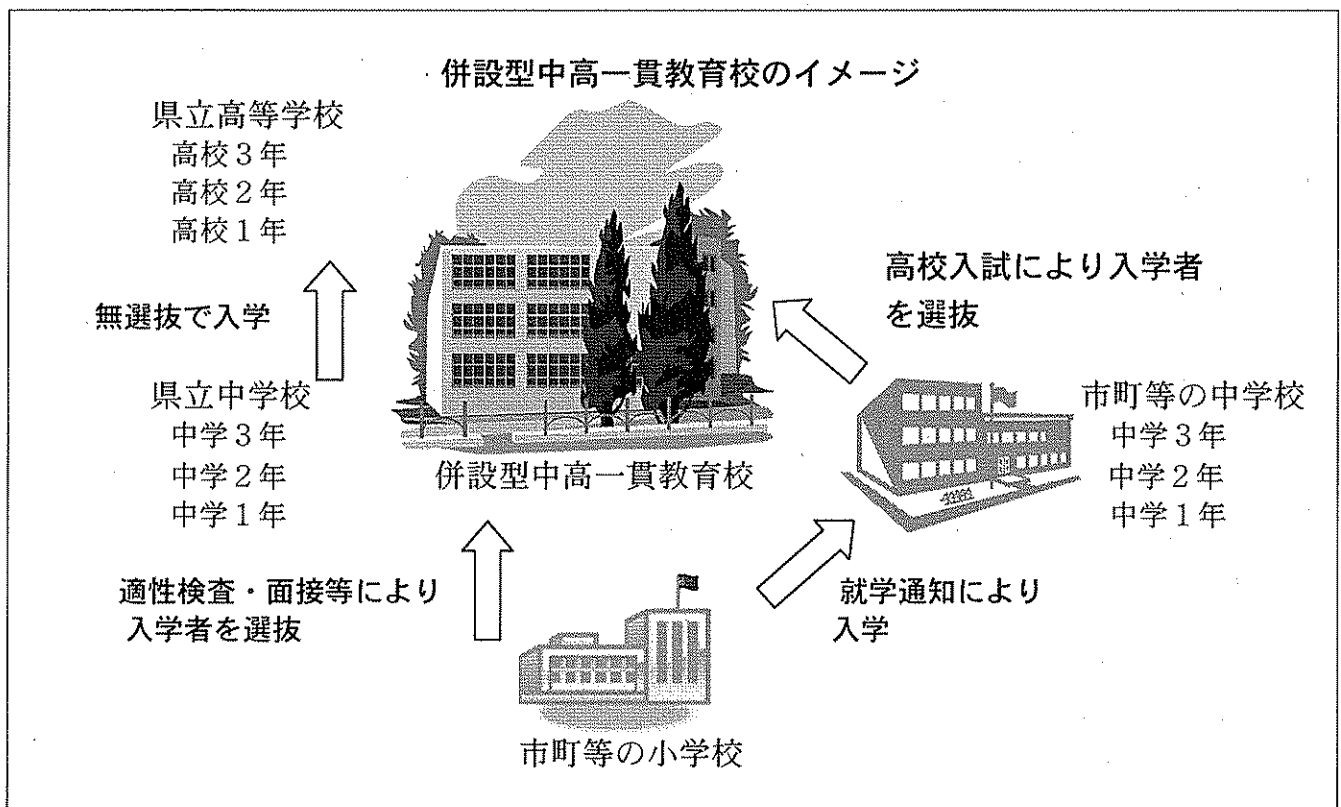 併設型中高一貫教育校のイメージ
県立高等学校
高校３年
高校２年
高校１年
無選抜で入学
県立中学校
中学３年
中学２年
中学１年
適性検査・面接等により
入学者を選抜
併設型中高一貫教育校
高校入試により入学者
を選抜
市町等の中学校
中学３年
中学２年
中学１年
就学通知により
入学
市町等の小学校